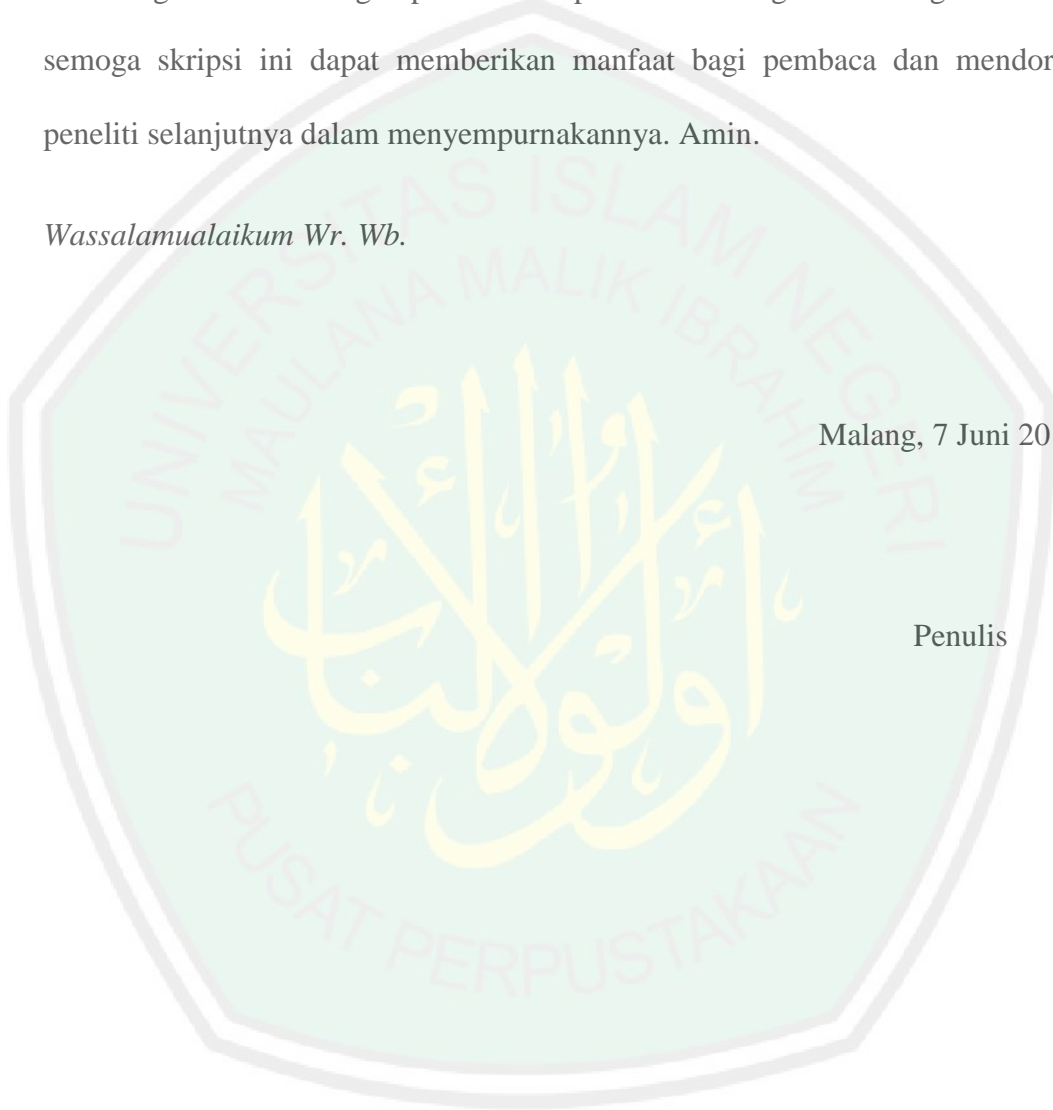 semoga skripsi ini dapat memberikan manfaat bagi pembaca dan mendor
peneliti selanjutnya dalam menyempurnakannya. Amin.
Wassalamualaikum Wr. Wb.
Malang, 7 Juni 20
Penulis
UNIVERSITAS ISLAM NEGERI
MAULANA MALIK IBRAHIM
PUSAT PERPUSTAKAAN